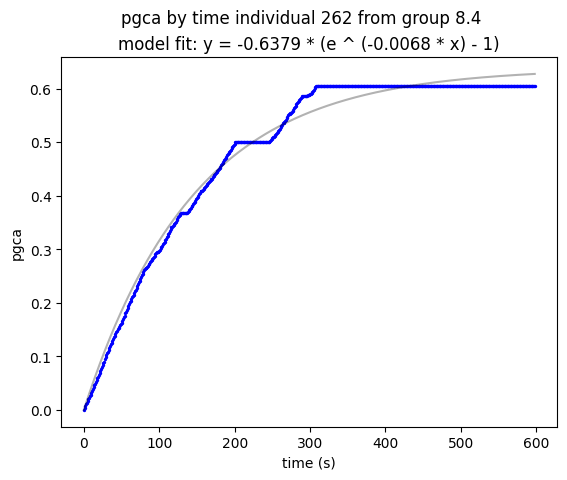 pgca by time individual 262 from group 8.4
model fit: y = -0.6379 * (e ^ (-0.0068 * x) - 1)
0.6
0.5
0.4
0.3
0.2
0.1
0.0
pgca
0 100 200 300 400 500 600
time (s)